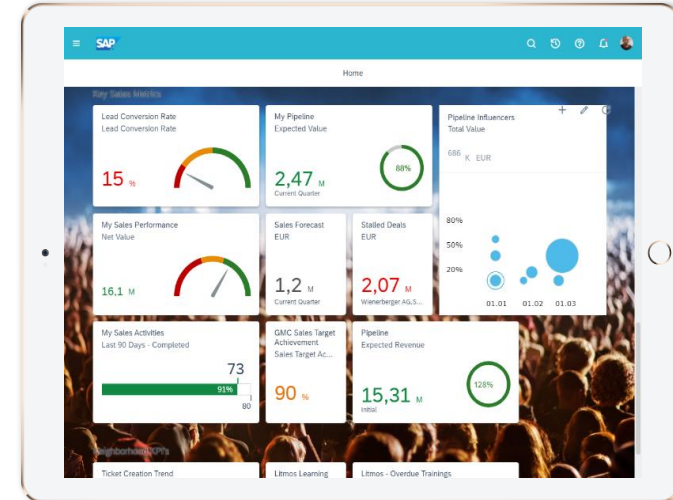 SAP
Home
Key Sales Metrics
Lead Conversion Rate
Lead Conversion Rate
15 %
My Pipeline
Expected Value
2,47 M
Current Quarter
88%
Pipeline Influencers
Total Value
686 K EUR
80%
50%
20%
01.01 01.02 01.03
My Sales Performance
Net Value
16,1 M
Sales Forecast
EUR
1,2 M
Current Quarter
Stalled Deals
EUR
2,07 M
Wienerberger AG,S...
My Sales Activities
Last 90 Days - Completed
73
91%
80
GMC Sales Target
Achievement
Sales Target Ac...
90 %
Pipeline
Expected Revenue
15,31 M
Initial
128%
Neighborhood KPI's
Ticket Creation Trend
Litmos Learning
Litmos - Overdue Trainings